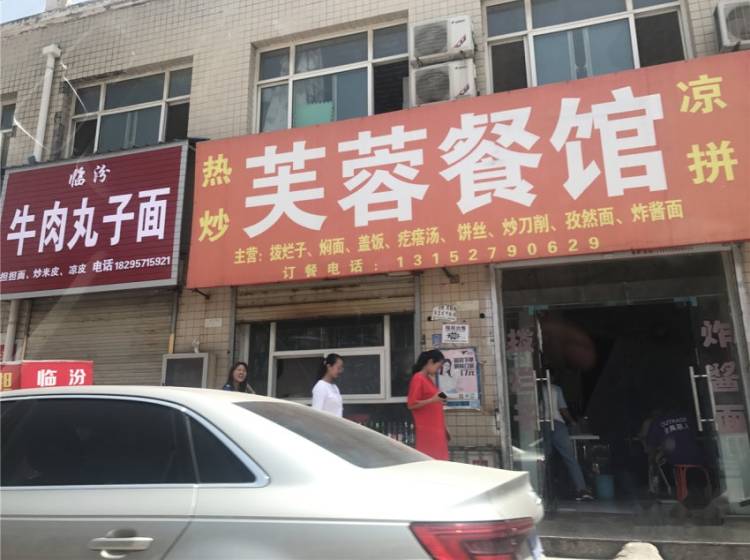 临汾
牛肉丸子面
担担面、炒米皮、凉皮 电话18295715921
热炒
芙蓉餐馆
凉拼
主营：拨烂子、焖面、盖饭、疙瘩汤、饼丝、炒刀削、孜然面、炸酱面
订餐电话：13152790629
临汾
炸酱面
OUTRACE